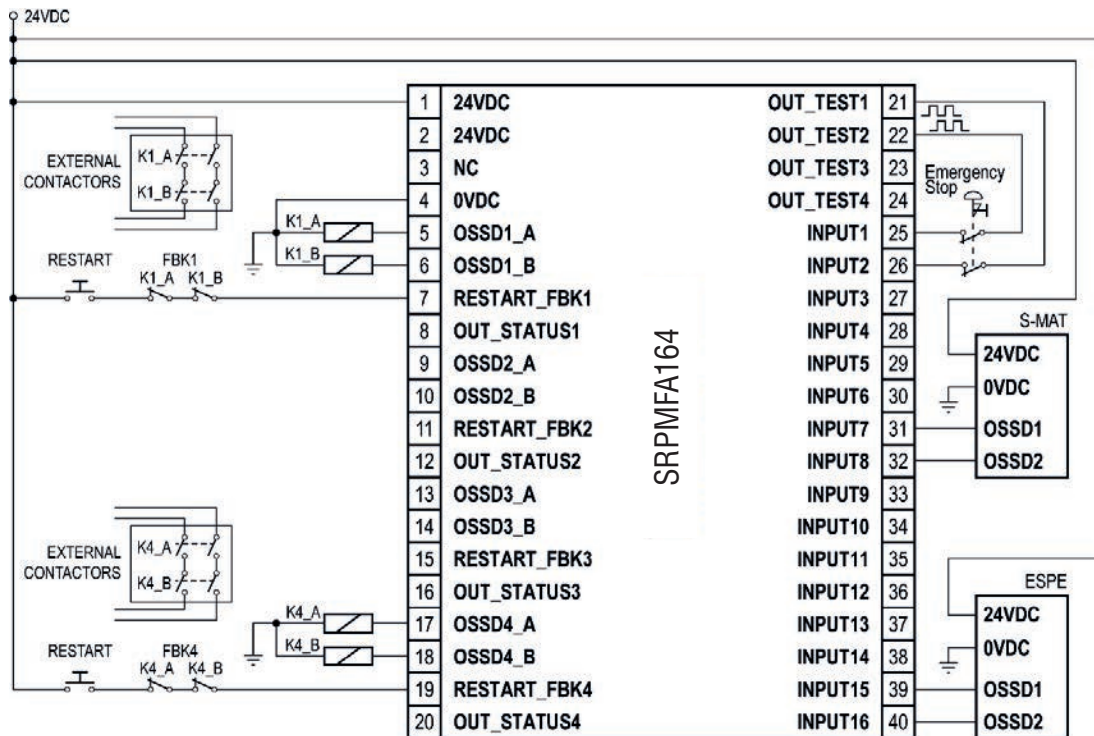 24VDC
EXTERNAL
CONTACTORS
K1_A
K1_B
K1_A
K1_B
RESTART
FBK1
K1_A K1_B
EXTERNAL
CONTACTORS
K4_A
K4_B
K4_A
K4_B
RESTART
FBK4
K4_A K4_B
1 24VDC
2 24VDC
3 NC
4 0VDC
5 OSSD1_A
6 OSSD1_B
7 RESTART_FBK1
8 OUT_STATUS1
9 OSSD2_A
10 OSSD2_B
11 RESTART_FBK2
12 OUT_STATUS2
13 OSSD3_A
14 OSSD3_B
15 RESTART_FBK3
16 OUT_STATUS3
17 OSSD4_A
18 OSSD4_B
19 RESTART_FBK4
20 OUT_STATUS4
SRPMFA164
OUT_TEST1 21
OUT_TEST2 22
OUT_TEST3 23
OUT_TEST4 24
INPUT1 25
INPUT2 26
INPUT3 27
INPUT4 28
INPUT5 29
INPUT6 30
INPUT7 31
INPUT8 32
INPUT9 33
INPUT10 34
INPUT11 35
INPUT12 36
INPUT13 37
INPUT14 38
INPUT15 39
INPUT16 40
Emergency
Stop
S-MAT
24VDC
0VDC
OSSD1
OSSD2
ESPE
24VDC
0VDC
OSSD1
OSSD2